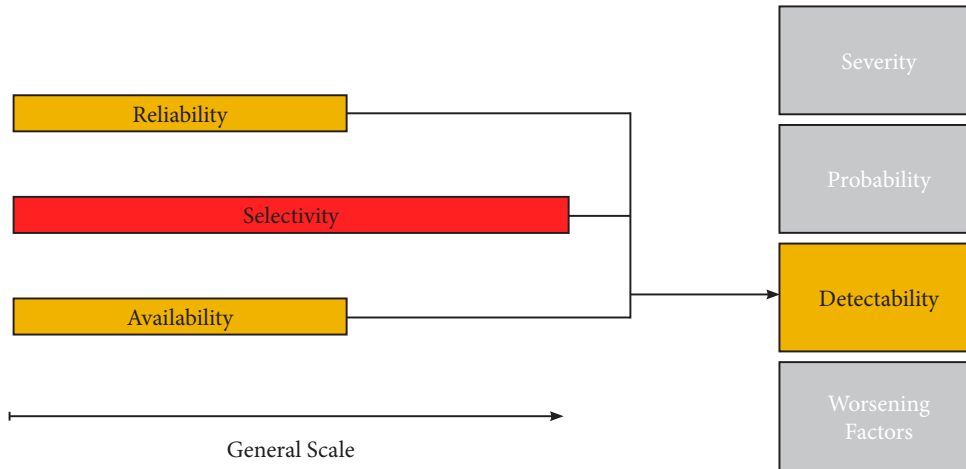 Severity
Reliability
Probability
Selectivity
Detectability
Availability
Worsening
Factors
General Scale